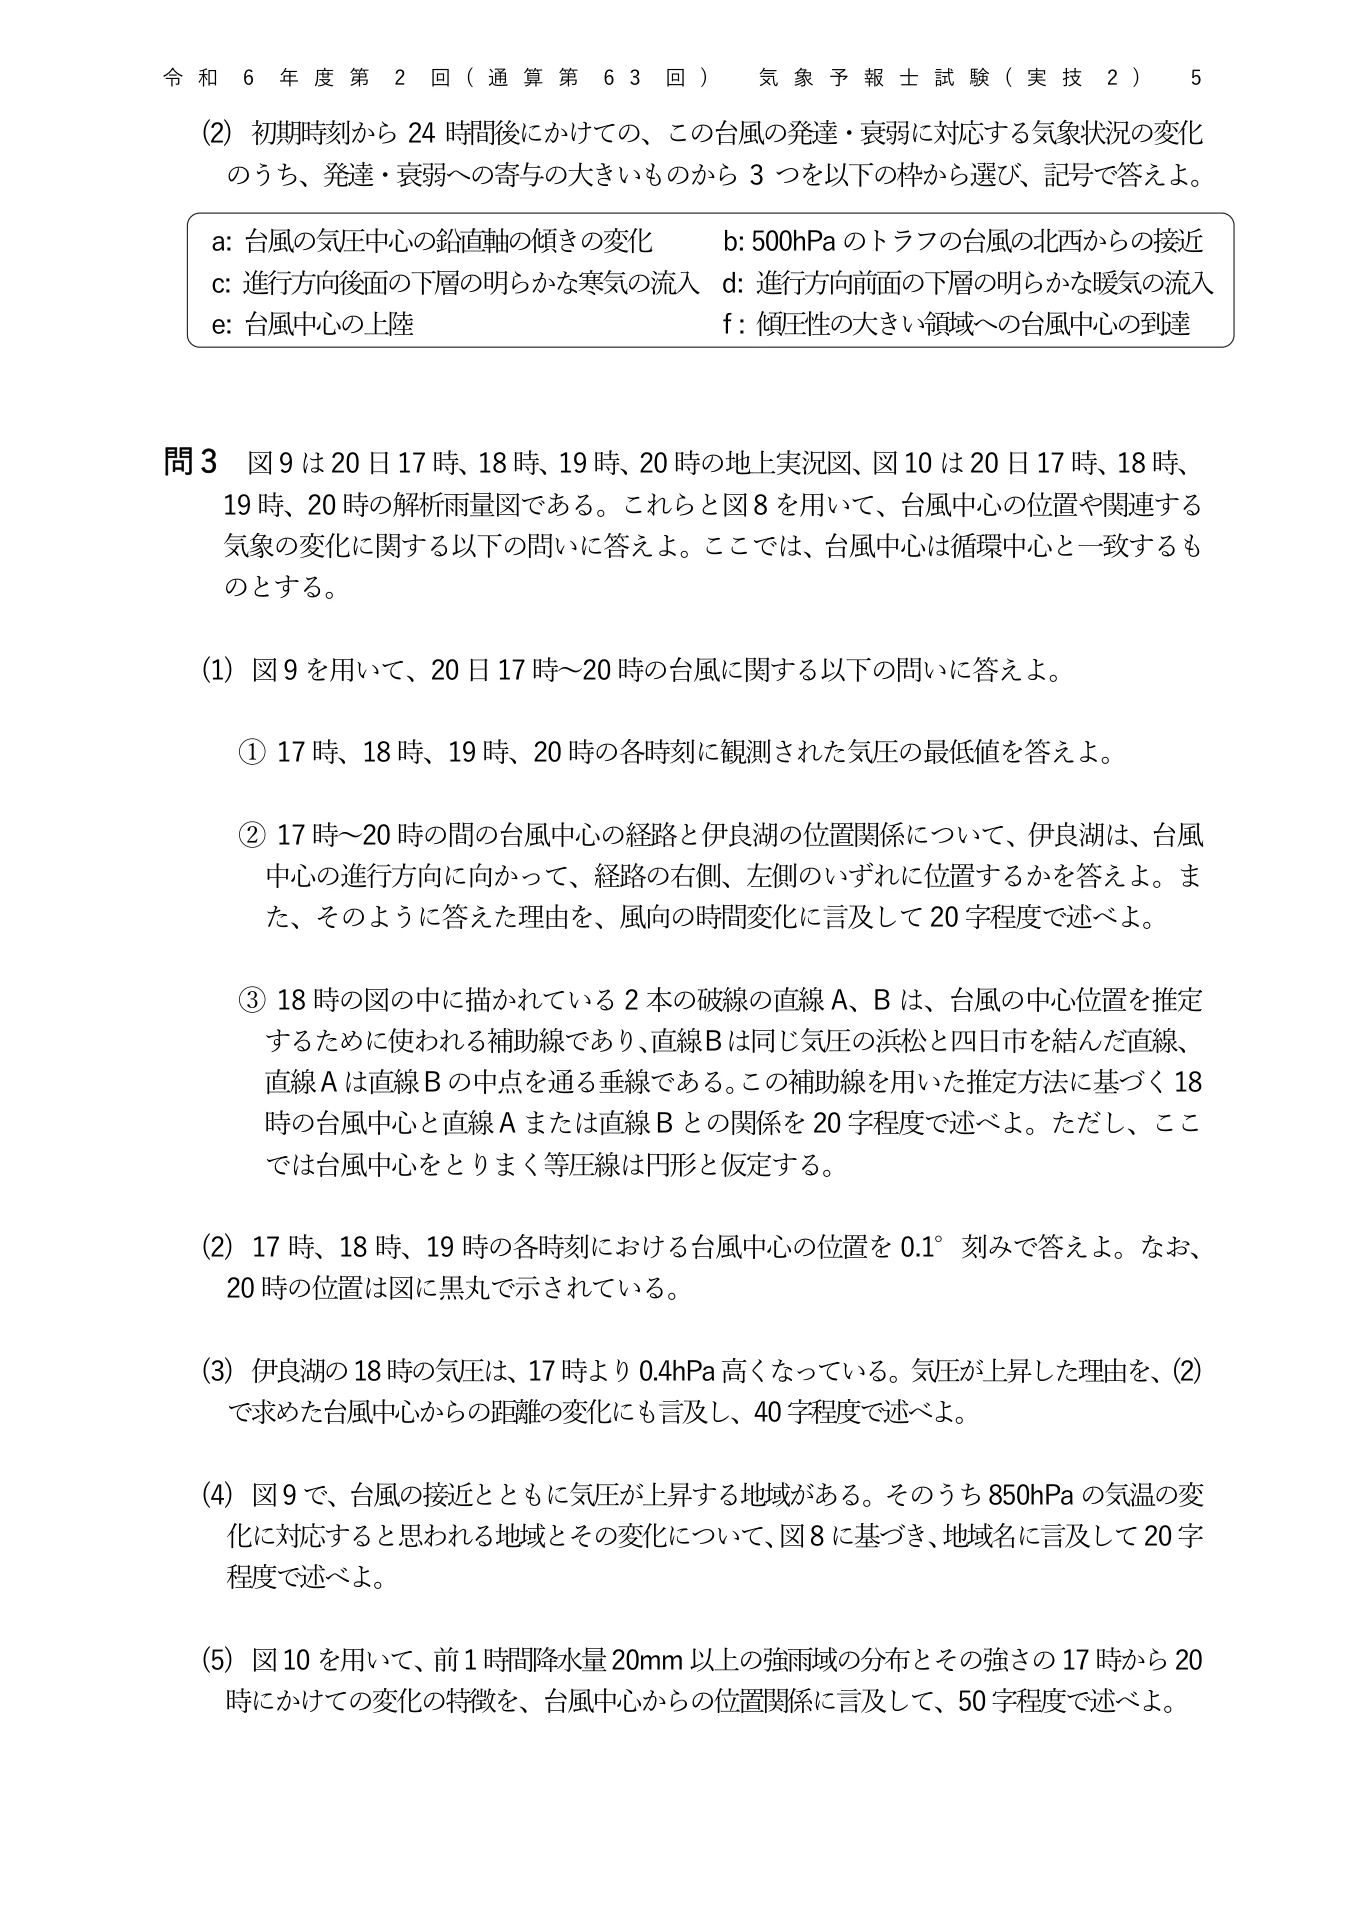 令和6年度第2回(通算第63回) 気象予報士試験(実技2) 5
(2) 初期時刻から 24 時間後にかけての、この台風の発達・衰弱に対応する気象状況の変化
のうち、発達・衰弱への寄与の大きいものから 3 つを以下の枠から選び、記号で答えよ。
a: 台風の気圧中心の鉛直軸の傾きの変化 b: 500hPa のトラフの台風の北西からの接近
c: 進行方向後面の下層の明らかな寒気の流入 d: 進行方向前面の下層の明らかな暖気の流入
e: 台風中心の上陸 f : 傾圧性の大きい領域への台風中心の到達
問3 図9は20日17時、18時、19時、20時の地上実況図、図10は20日17時、18時、
19時、20時の解析雨量図である。これらと図8を用いて、台風中心の位置や関連する
気象の変化に関する以下の問いに答えよ。ここでは、台風中心は循環中心と一致するも
のとする。
(1) 図9を用いて、20日17時〜20時の台風に関する以下の問いに答えよ。
① 17時、18時、19時、20時の各時刻に観測された気圧の最低値を答えよ。
② 17時〜20時の間の台風中心の経路と伊良湖の位置関係について、伊良湖は、台風
中心の進行方向に向かって、経路の右側、左側のいずれに位置するかを答えよ。ま
た、そのように答えた理由を、風向の時間変化に言及して20字程度で述べよ。
③ 18時の図の中に描かれている2本の破線の直線A、Bは、台風の中心位置を推定
するために使われる補助線であり、直線Bは同じ気圧の浜松と四日市を結んだ直線、
直線Aは直線Bの中点を通る垂線である。この補助線を用いた推定方法に基づく18
時の台風中心と直線Aまたは直線Bとの関係を20字程度で述べよ。ただし、ここ
では台風中心をとりまく等圧線は円形と仮定する。
(2) 17時、18時、19時の各時刻における台風中心の位置を0.1°刻みで答えよ。なお、
20時の位置は図に黒丸で示されている。
(3) 伊良湖の18時の気圧は、17時より0.4hPa高くなっている。気圧が上昇した理由を、(2)
で求めた台風中心からの距離の変化にも言及し、40字程度で述べよ。
(4) 図9で、台風の接近とともに気圧が上昇する地域がある。そのうち850hPaの気温の変
化に対応すると思われる地域とその変化について、図8に基づき、地域名に言及して20字
程度で述べよ。
(5) 図10を用いて、前1時間降水量20mm以上の強雨域の分布とその強さの17時から20
時にかけての変化の特徴を、台風中心からの位置関係に言及して、50字程度で述べよ。